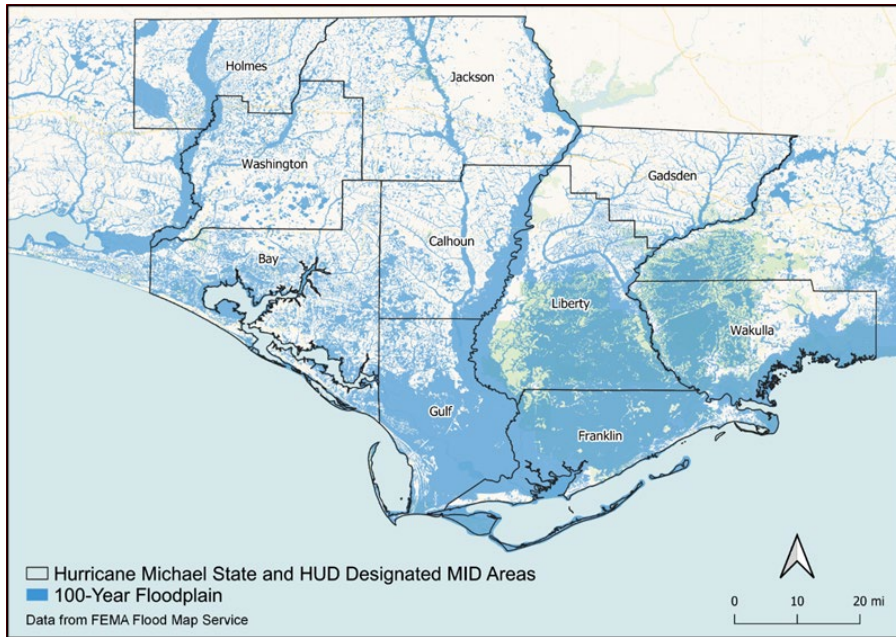 Holmes
Jackson
Washington
Gadsden
Calhoun
Bay
Liberty
Wakulla
Gulf
Franklin
Hurricane Michael State and HUD Designated MID Areas
100-Year Floodplain
Data from FEMA Flood Map Service
0 10 20 mi